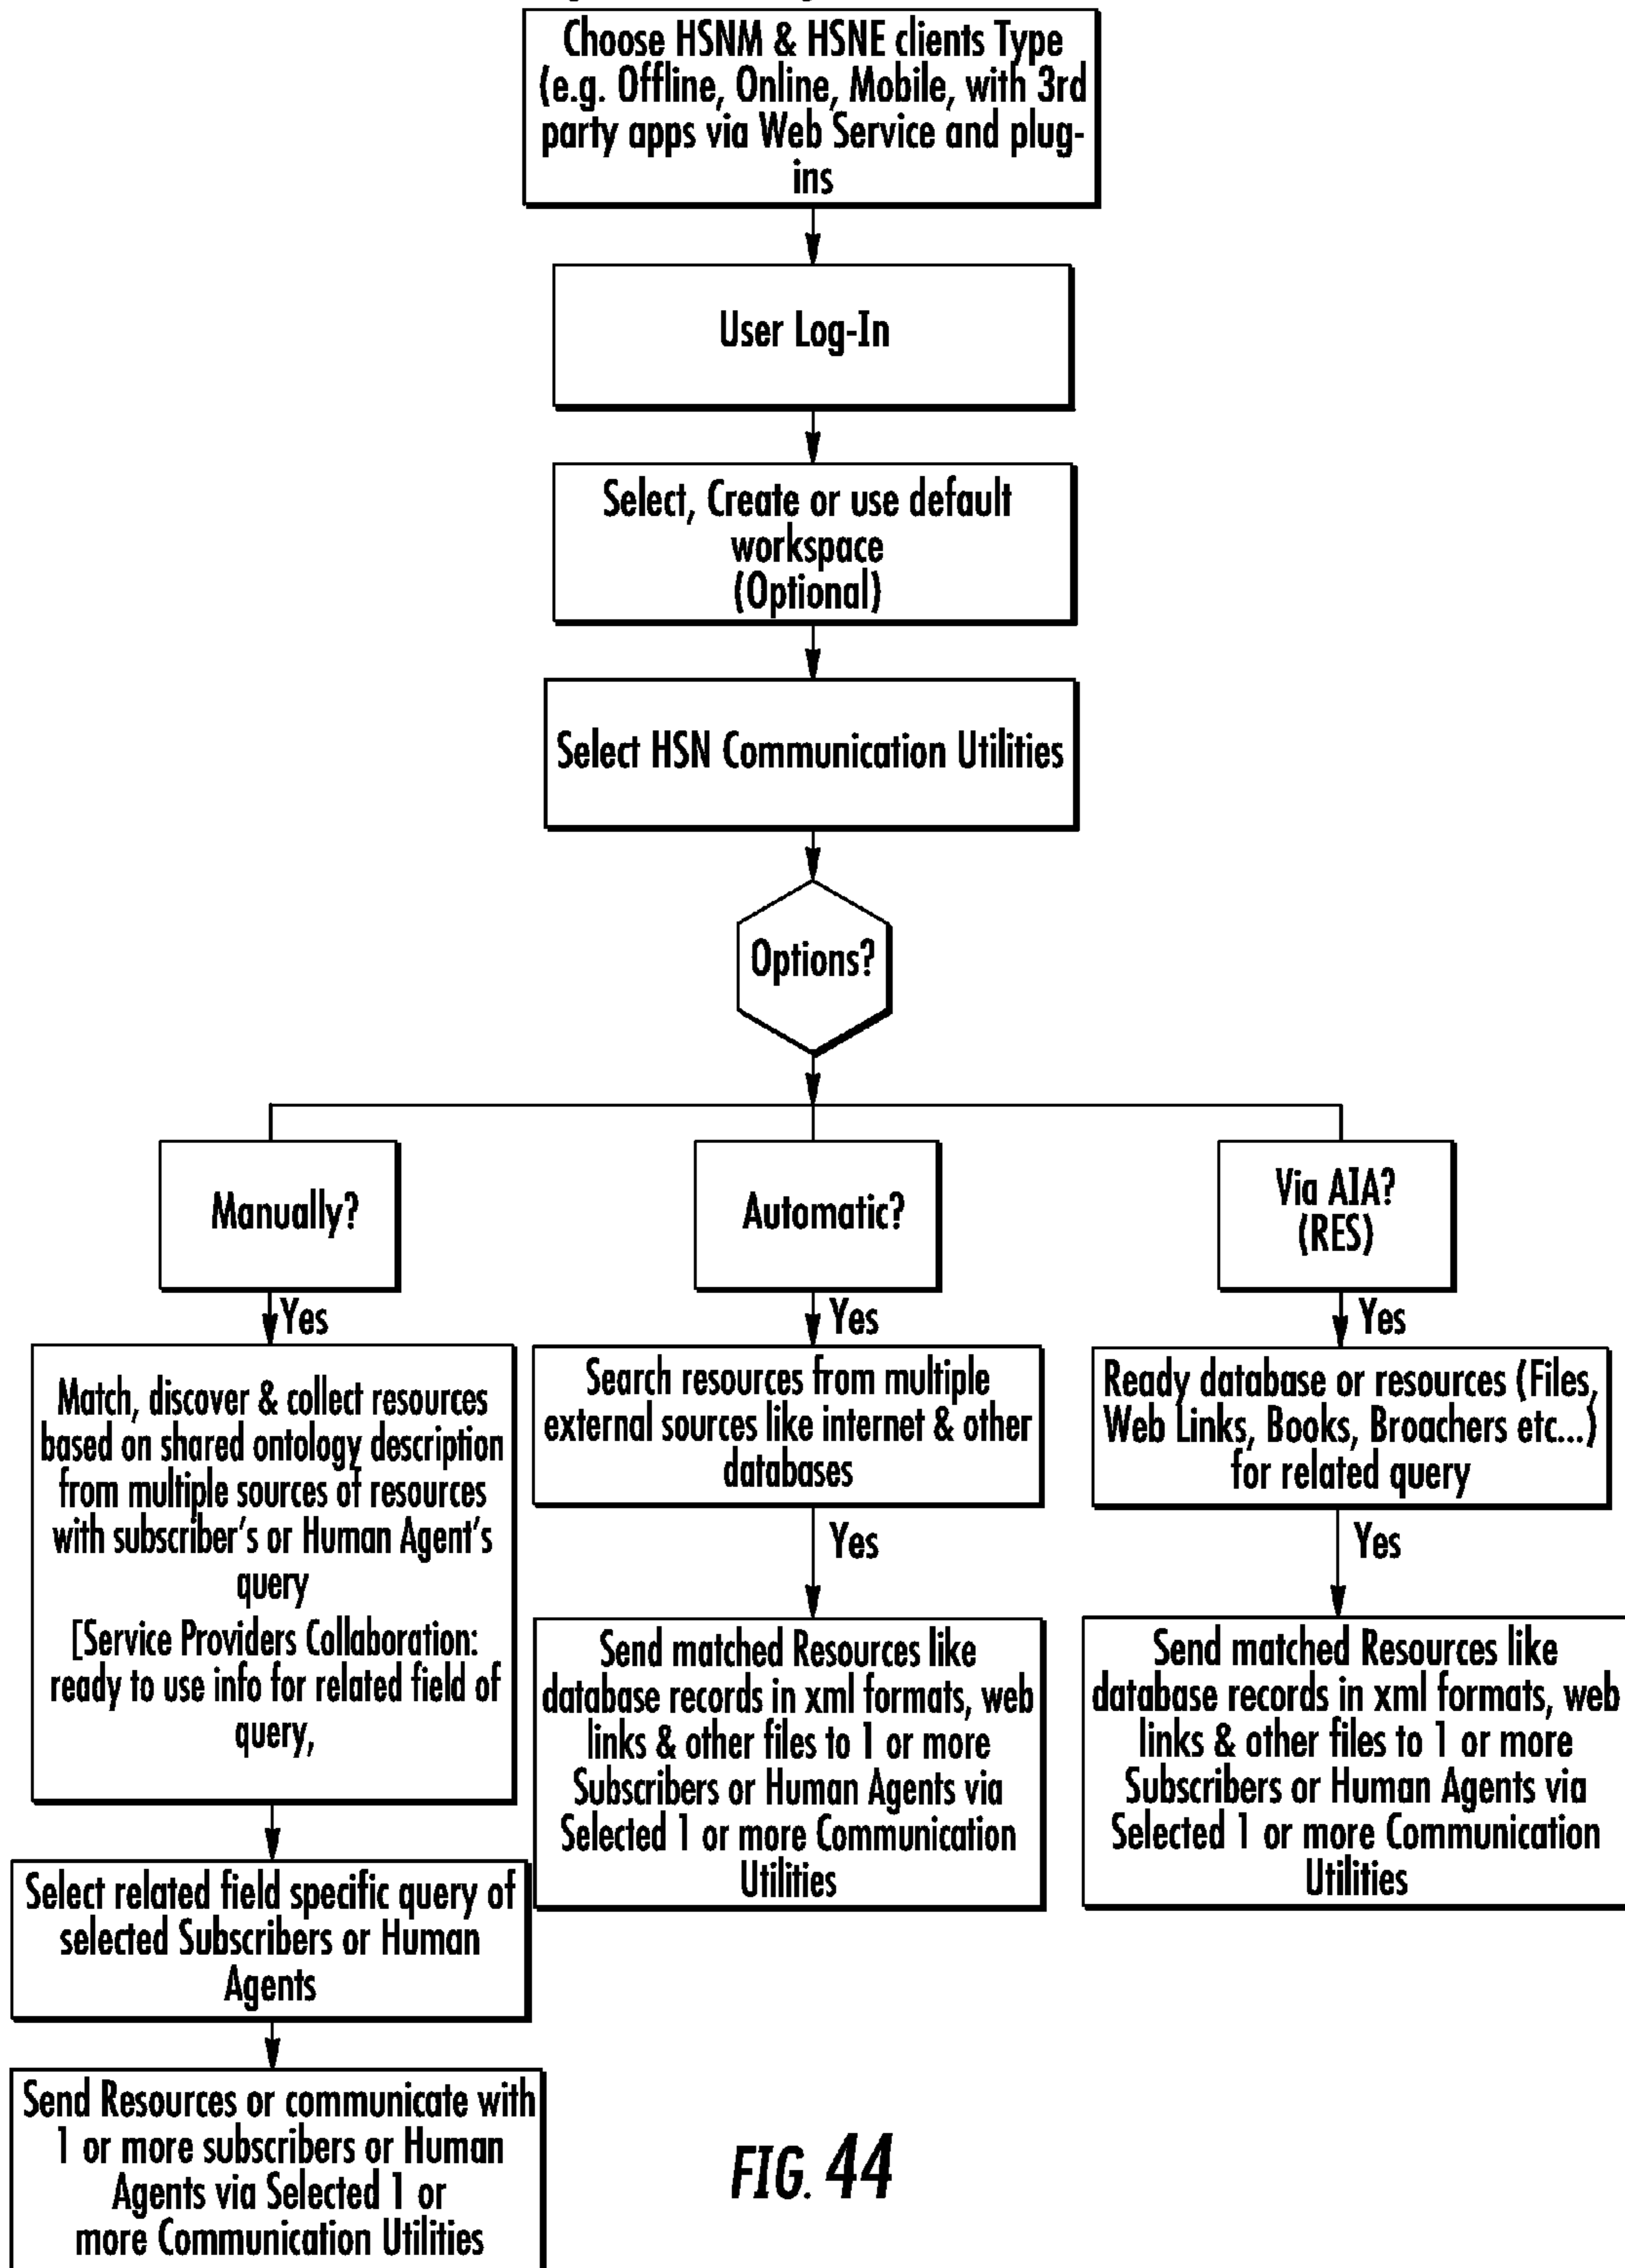 Choose HSNM & HSNE clients Type
(e.g. Offline, Online, Mobile, with 3rd
party apps via Web Service and plug-
ins
User Log-In
Select, Create or use default
workspace
(Optional)
Select HSN Communication Utilities
Options?
Manually?
Automatic?
Via AIA?
(RES)
Yes
Yes
Yes
Match, discover & collect resources
based on shared ontology description
from multiple sources of resources
with subscriber's or Human Agent's
query
[Service Providers Collaboration:
ready to use info for related field of
query,
Search resources from multiple
external sources like internet & other
databases
Ready database or resources (Files,
Web Links, Books, Broachers etc...)
for related query
Yes
Yes
Send matched Resources like
database records in xml formats, web
links & other files to 1 or more
Subscribers or Human Agents via
Selected 1 or more Communication
Utilities
Send matched Resources like
database records in xml formats, web
links & other files to 1 or more
Subscribers or Human Agents via
Selected 1 or more Communication
Utilities
Select related field specific query of
selected Subscribers or Human
Agents
Send Resources or communicate with
1 or more subscribers or Human
Agents via Selected 1 or
more Communication Utilities
FIG. 44